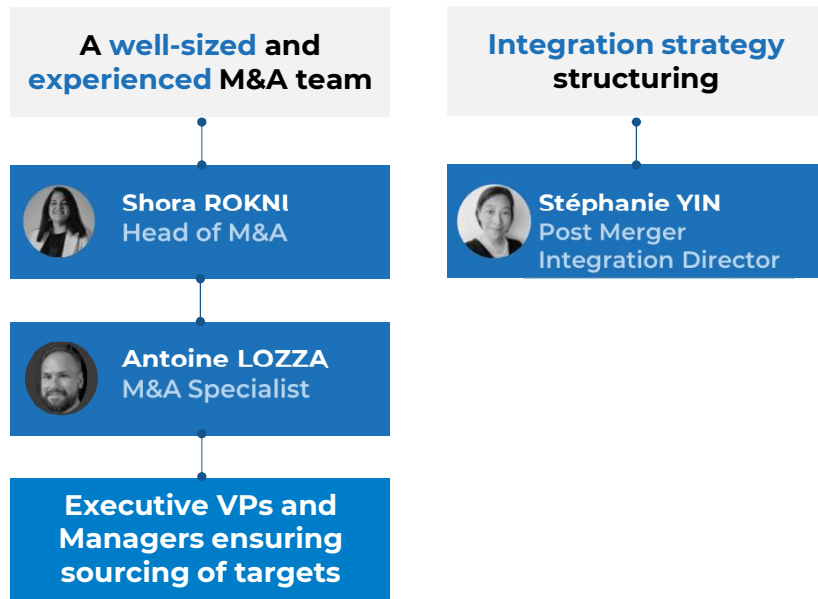 A well-sized and
experienced M&A team
Shora ROKNI
Head of M&A
Antoine LOZZA
M&A Specialist
Executive VPs and
Managers ensuring
sourcing of targets
Integration strategy
structuring
Stéphanie YIN
Post Merger
Integration Director